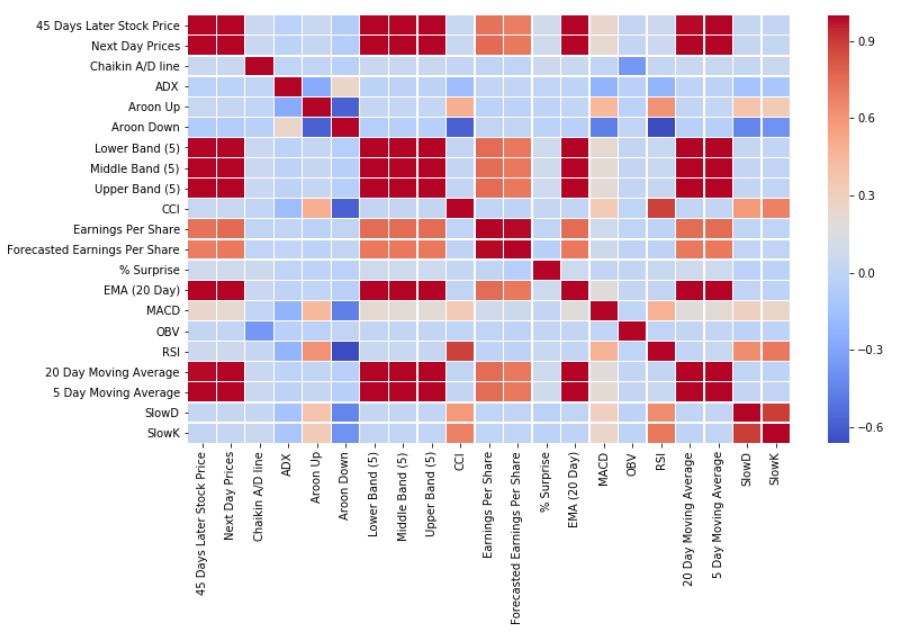 45 Days Later Stock Price
Next Day Prices
Chaikin A/D line
ADX
Aroon Up
Aroon Down
Lower Band (5)
Middle Band (5)
Upper Band (5)
CCI
Earnings Per Share
Forecasted Earnings Per Share
% Surprise
EMA (20 Day)
MACD
OBV
RSI
20 Day Moving Average
5 Day Moving Average
SlowD
SlowK
45 Days Later Stock Price
Next Day Prices
Chaikin A/D line
ADX
Aroon Up
Aroon Down
Lower Band (5)
Middle Band (5)
Upper Band (5)
CCI
Earnings Per Share
Forecasted Earnings Per Share
% Surprise
EMA (20 Day)
MACD
OBV
RSI
20 Day Moving Average
5 Day Moving Average
SlowD
SlowK
0.9
0.6
0.3
0.0
−0.3
−0.6